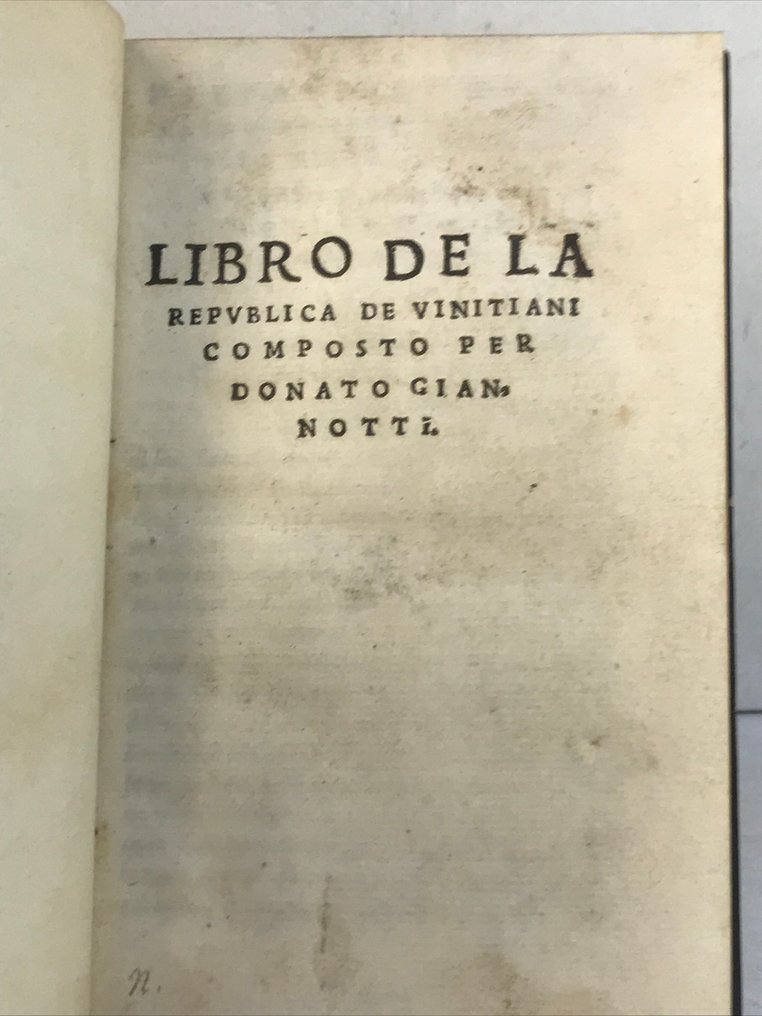 LIBRO DE LA
REPVBLICA DE VINITIANI
COMPOSTO PER
DONATO GIAN,
NOTTI.
n.